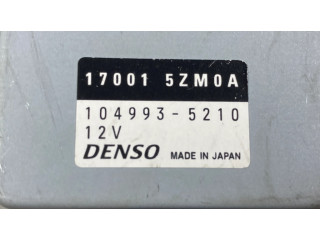 17001 5ZM0A
104993-5210
12V
DENSO MADE IN JAPAN